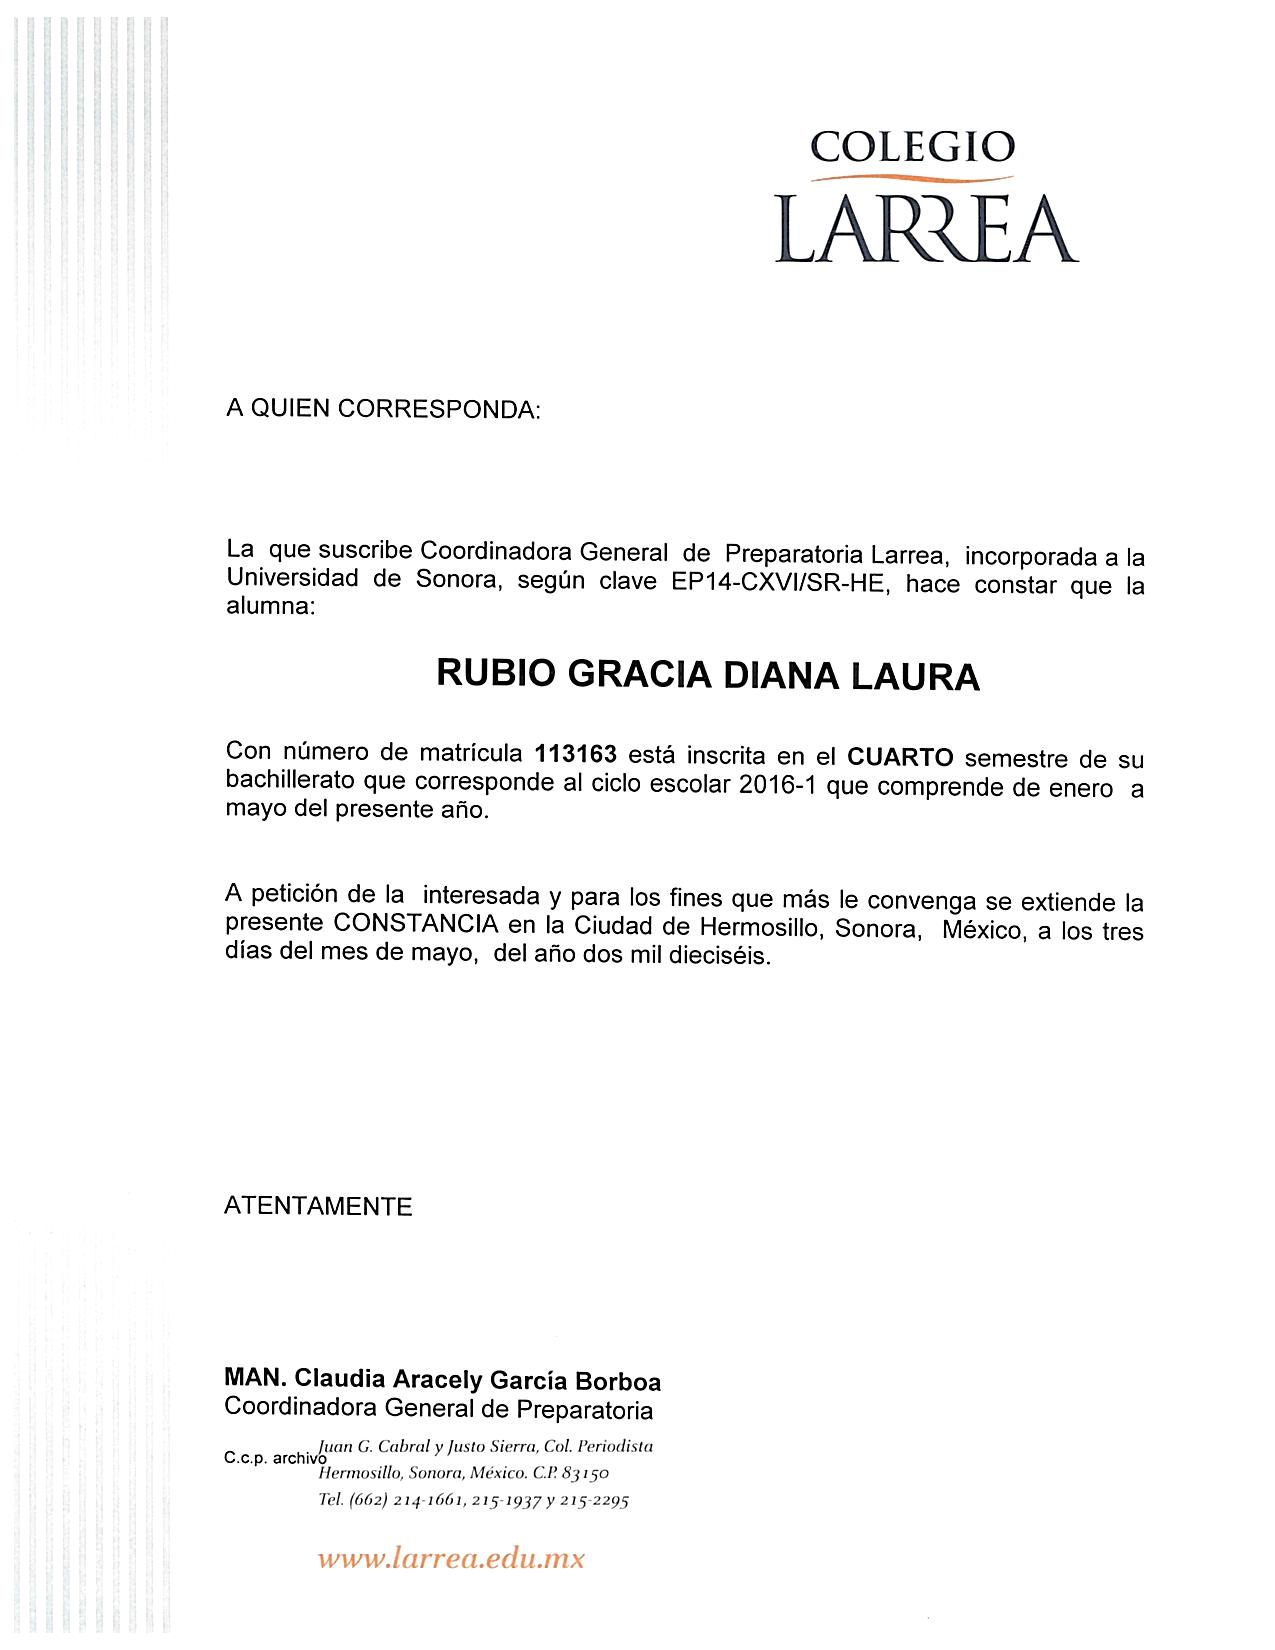 COLEGIO
LARREA
A QUIEN CORRESPONDA:
La que suscribe Coordinadora General de Preparatoria Larrea, incorporada a la
Universidad de Sonora, según clave EP14-CXVI/SR-HE, hace constar que la
alumna:
RUBIO GRACIA DIANA LAURA
Con número de matrícula 113163 está inscrita en el CUARTO semestre de su
bachillerato que corresponde al ciclo escolar 2016-1 que comprende de enero a
mayo del presente año.
A petición de la interesada y para los fines que más le convenga se extiende la
presente CONSTANCIA en la Ciudad de Hermosillo, Sonora, México, a los tres
días del mes de mayo, del año dos mil dieciséis.
ATENTAMENTE
MAN. Claudia Aracely García Borboa
Coordinadora General de Preparatoria
C.c.p. archivo
Juan G. Cabral y Justo Sierra, Col. Periodista
Hermosillo, Sonora, México. C.P. 83150
Tel. (662) 214-1661, 215-1937 y 215-2295
www.larrea.edu.mx